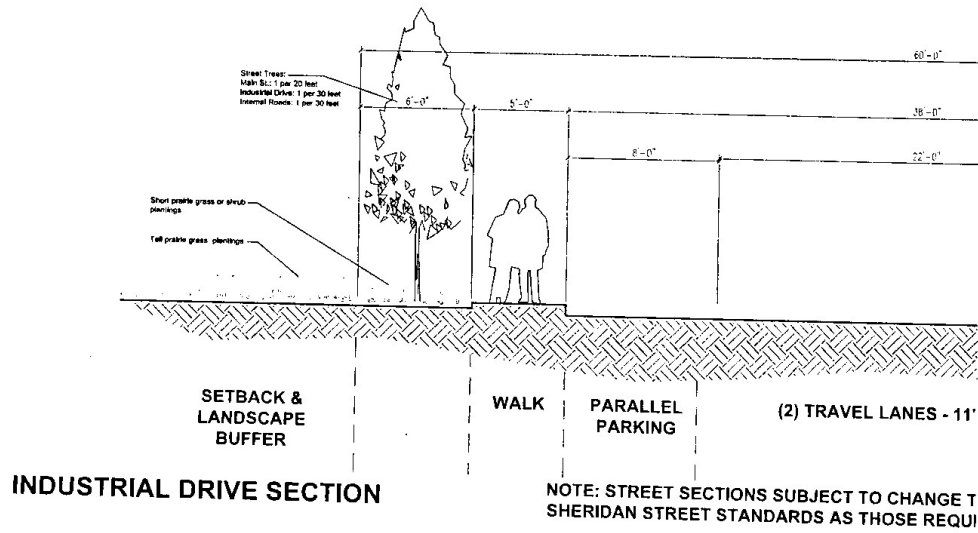 60'-0"
Street Trees:
Main St.: 1 per 20 feet
Industrial Drive: 1 per 30 feet
Internal Roads: 1 per 30 feet
6'-0"
5'-0"
38'-0"
8'-0"
22'-0"
Short prairie grass or shrub
plantings
Tall prairie grass plantings
SETBACK &
LANDSCAPE
BUFFER
WALK
PARALLEL
PARKING
(2) TRAVEL LANES - 11'
INDUSTRIAL DRIVE SECTION
NOTE: STREET SECTIONS SUBJECT TO CHANGE T
SHERIDAN STREET STANDARDS AS THOSE REQUI